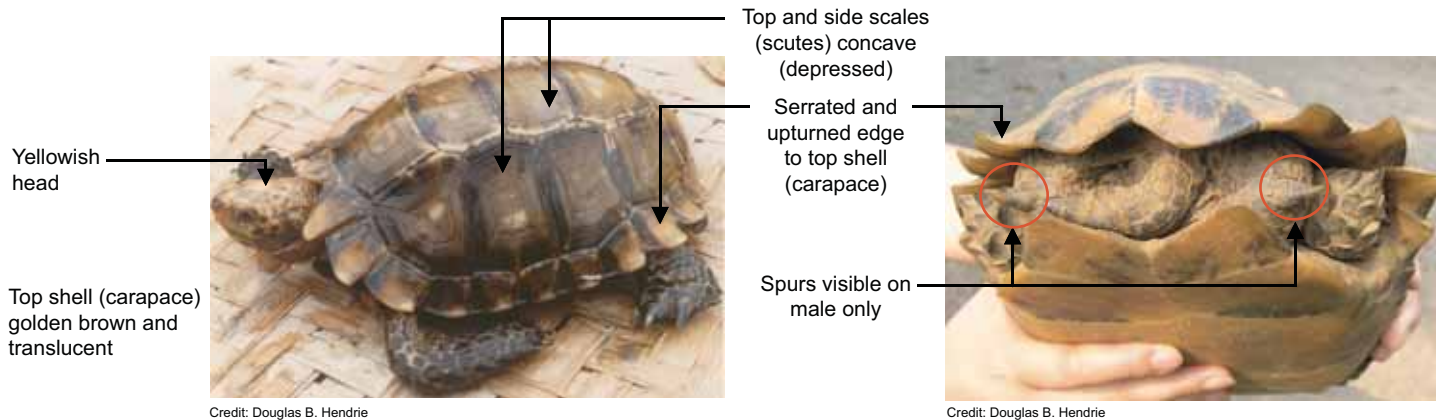 Top and side scales
(scutes) concave
(depressed)
Serrated and
upturned edge
to top shell
(carapace)
Yellowish
head
Spurs visible on
male only
Top shell (carapace)
golden brown and
translucent
Credit: Douglas B. Hendrie
Credit: Douglas B. Hendrie